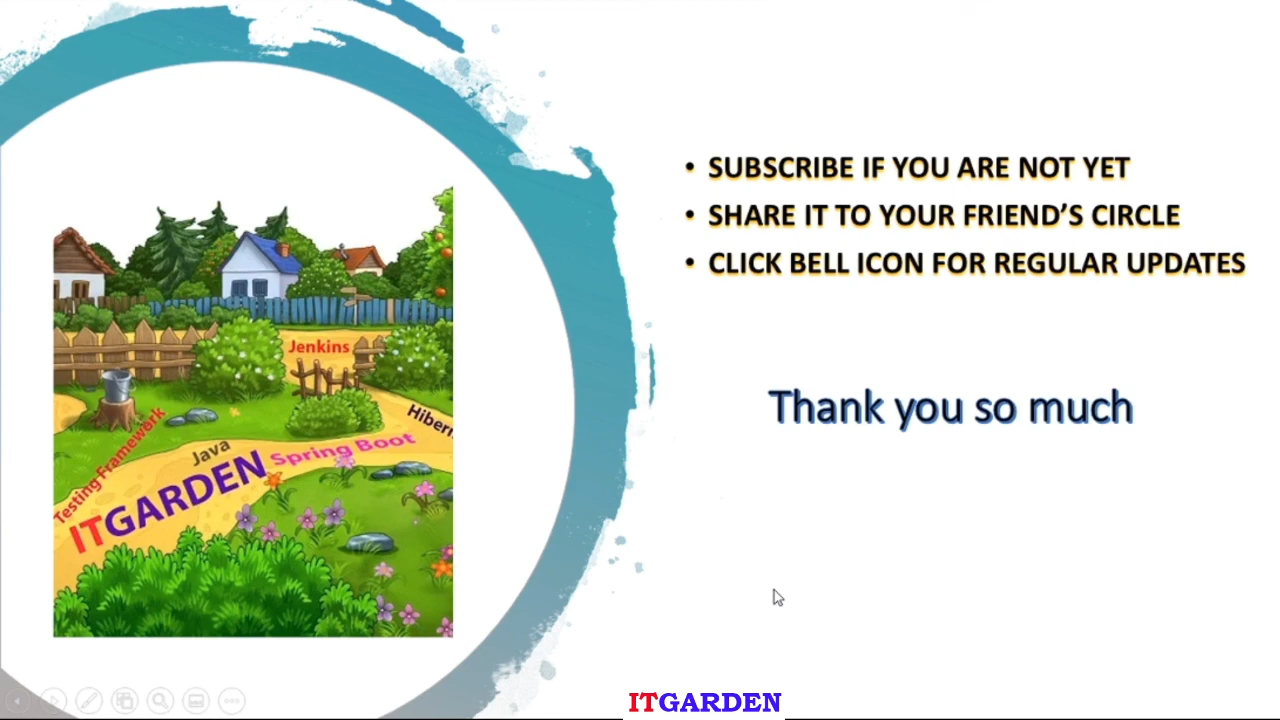 • SUBSCRIBE IF YOU ARE NOT YET
• SHARE IT TO YOUR FRIEND’S CIRCLE
• CLICK BELL ICON FOR REGULAR UPDATES
Thank you so much
Jenkins
Testing Framework
Java
Spring Boot
ITGARDEN
ITGARDEN